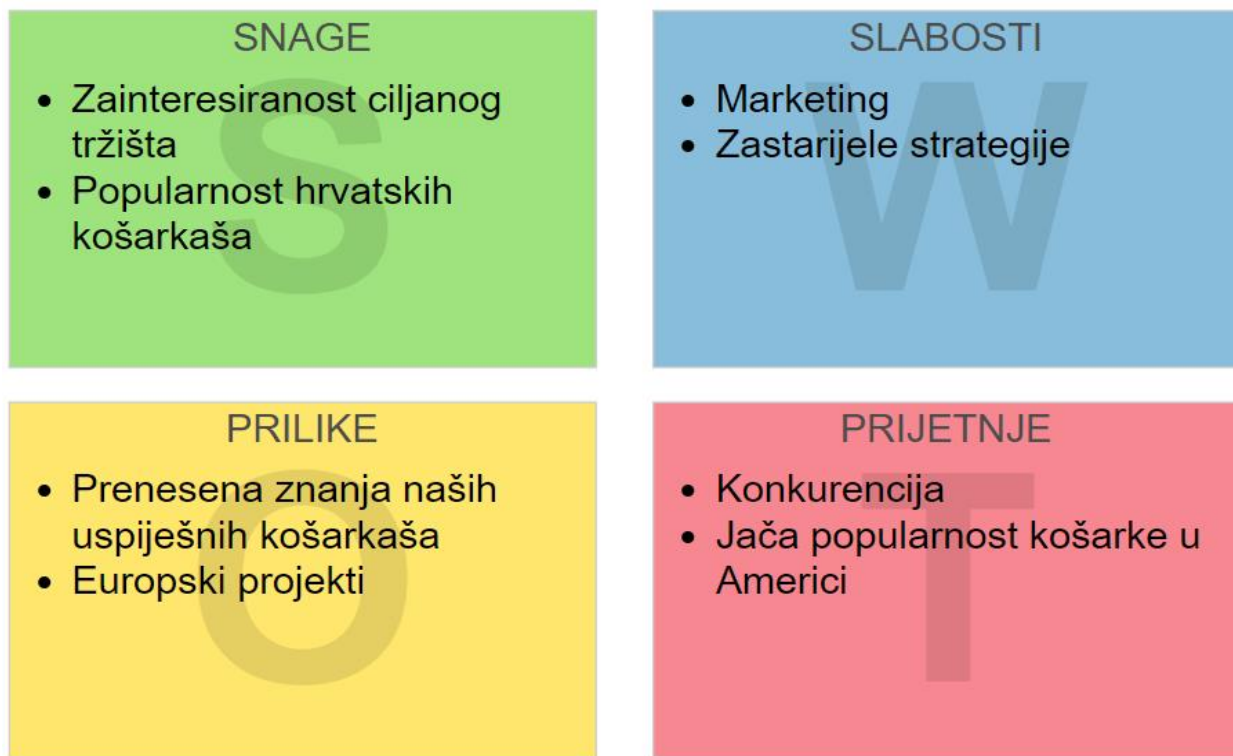 SNAGE
• Zainteresiranost ciljanog
tržišta
• Popularnost hrvatskih
košarkaša
S
SLABOSTI
• Marketing
• Zastarijele strategije
W
PRILIKE
• Prenesena znanja naših
uspiješnih košarkaša
• Europski projekti
O
PRIJETNJE
• Konkurencija
• Jača popularnost košarke u
Americi
T